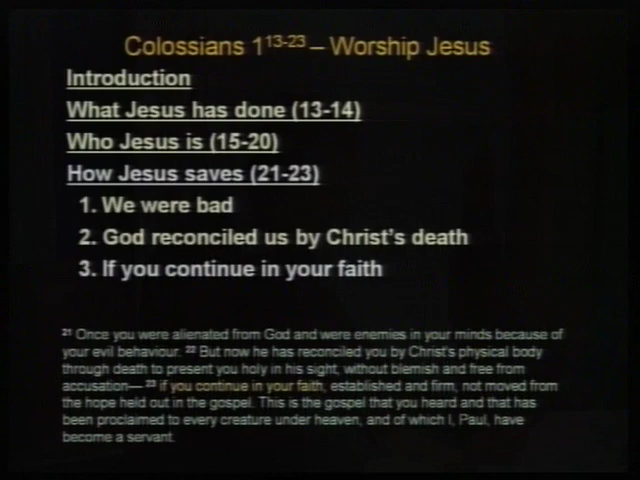 Colossians 1¹³⁻²³ – Worship Jesus
Introduction
What Jesus has done (13-14)
Who Jesus is (15-20)
How Jesus saves (21-23)
1. We were bad
2. God reconciled us by Christ's death
3. If you continue in your faith
²¹ Once you were alienated from God and were enemies in your minds because of
your evil behaviour. ²² But now he has reconciled you by Christ's physical body
through death to present you holy in his sight, without blemish and free from
accusation— ²³ if you continue in your faith, established and firm, not moved from
the hope held out in the gospel. This is the gospel that you heard and that has
been proclaimed to every creature under heaven, and of which I, Paul, have
become a servant.